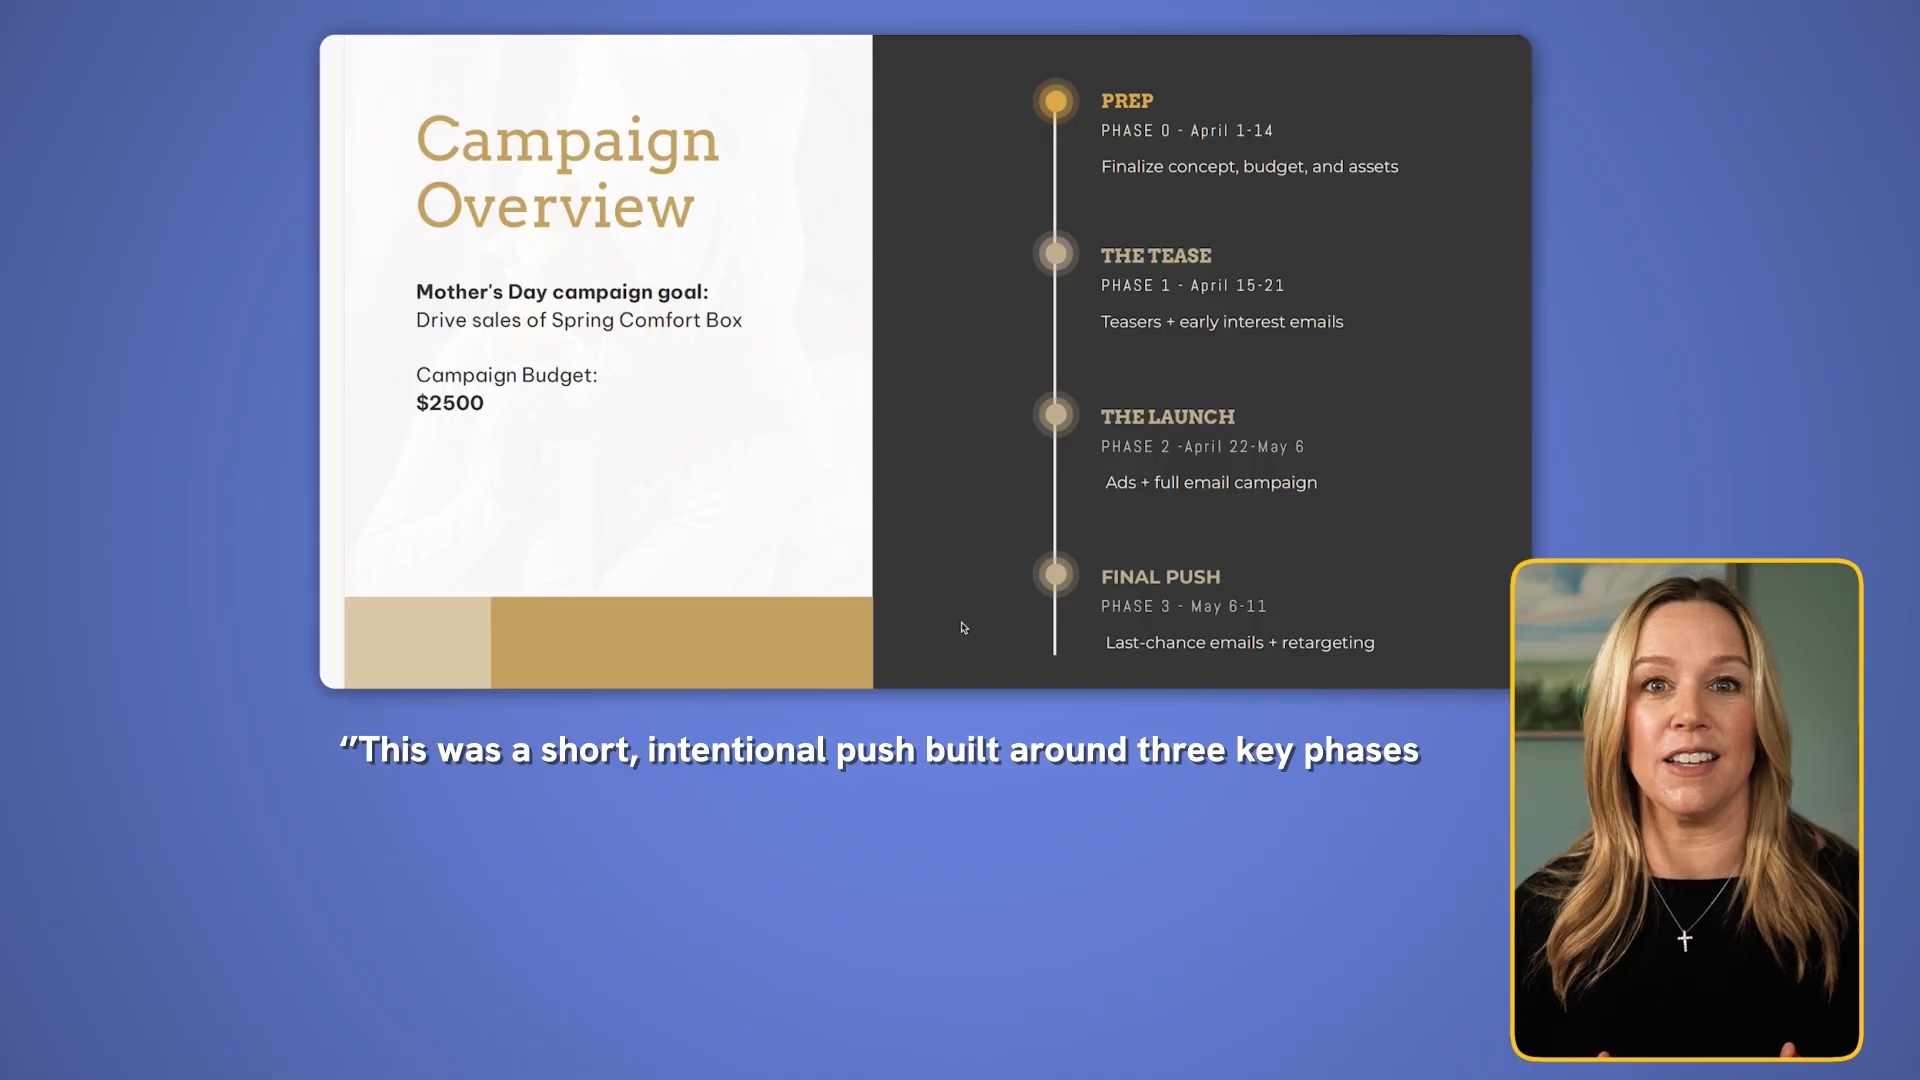 Campaign
Overview
Mother's Day campaign goal:
Drive sales of Spring Comfort Box
Campaign Budget:
$2500
PREP
PHASE 0 - April 1-14
Finalize concept, budget, and assets
THE TEASE
PHASE 1 - April 15-21
Teasers + early interest emails
THE LAUNCH
PHASE 2 -April 22-May 6
Ads + full email campaign
FINAL PUSH
PHASE 3 - May 6-11
Last-chance emails + retargeting
“This was a short, intentional push built around three key phases